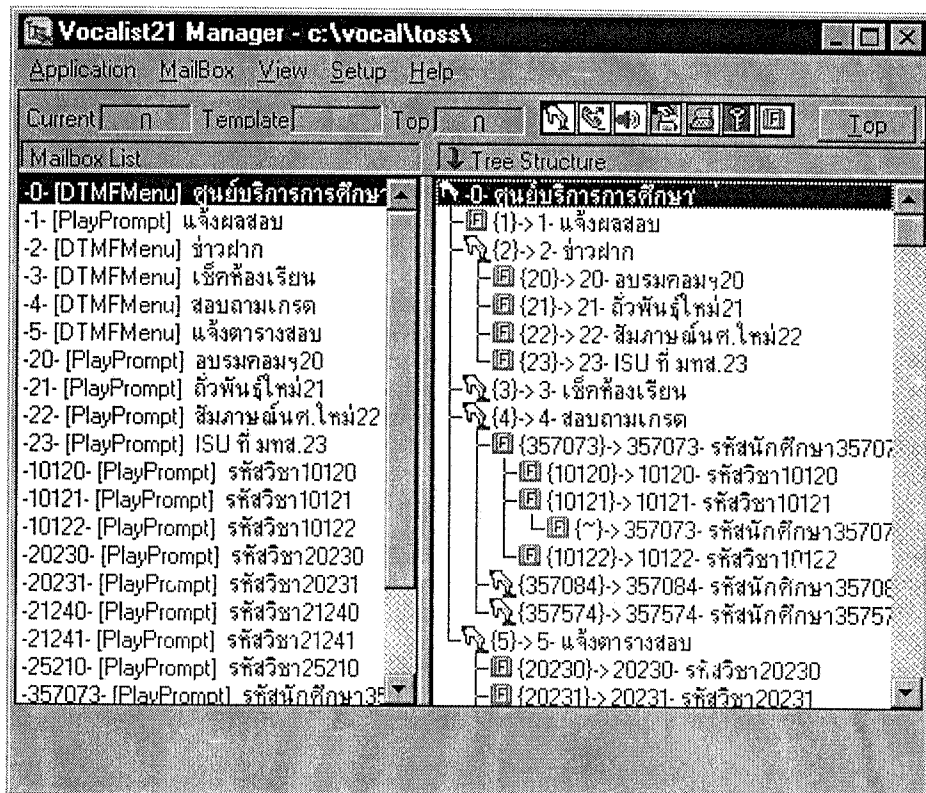 Vocalist21 Manager - c:\vocal\toss\
Application MailBox View Setup Help
Current ก Template Top ก Top
Mailbox List
-0- [DTMFMenu] ศูนย์บริการการศึกษา
-1- [PlayPrompt] แจ้งผลสอบ
-2- [DTMFMenu] ข่าวฝาก
-3- [DTMFMenu] เช็คห้องเรียน
-4- [DTMFMenu] สอบถามเกรด
-5- [DTMFMenu] แจ้งตารางสอบ
-20- [PlayPrompt] อบรมคอมฯ20
-21- [PlayPrompt] ถั่วพันธุ์ใหม่21
-22- [PlayPrompt] สัมภาษณ์นศ.ใหม่22
-23- [PlayPrompt] ISU ที่ มทส.23
-10120- [PlayPrompt] รหัสวิชา10120
-10121- [PlayPrompt] รหัสวิชา10121
-10122- [PlayPrompt] รหัสวิชา10122
-20230- [PlayPrompt] รหัสวิชา20230
-20231- [PlayPrompt] รหัสวิชา20231
-21240- [PlayPrompt] รหัสวิชา21240
-21241- [PlayPrompt] รหัสวิชา21241
-25210- [PlayPrompt] รหัสวิชา25210
-357073- [PlayPrompt] รหัสนักศึกษา35
Tree Structure
-0- ศูนย์บริการการศึกษา
{1}-> 1- แจ้งผลสอบ
{2}-> 2- ข่าวฝาก
{20}-> 20- อบรมคอมฯ20
{21}-> 21- ถั่วพันธุ์ใหม่21
{22}-> 22- สัมภาษณ์นศ.ใหม่22
{23}-> 23- ISU ที่ มทส.23
{3}-> 3- เช็คห้องเรียน
{4}-> 4- สอบถามเกรด
{357073}-> 357073- รหัสนักศึกษา35707
{10120}-> 10120- รหัสวิชา10120
{10121}-> 10121- รหัสวิชา10121
{~}-> 357073- รหัสนักศึกษา35707
{10122}-> 10122- รหัสวิชา10122
{357084}-> 357084- รหัสนักศึกษา35708
{357574}-> 357574- รหัสนักศึกษา35757
{5}-> 5- แจ้งตารางสอบ
{20230}-> 20230- รหัสวิชา20230
{20231}-> 20231- รหัสวิชา20231